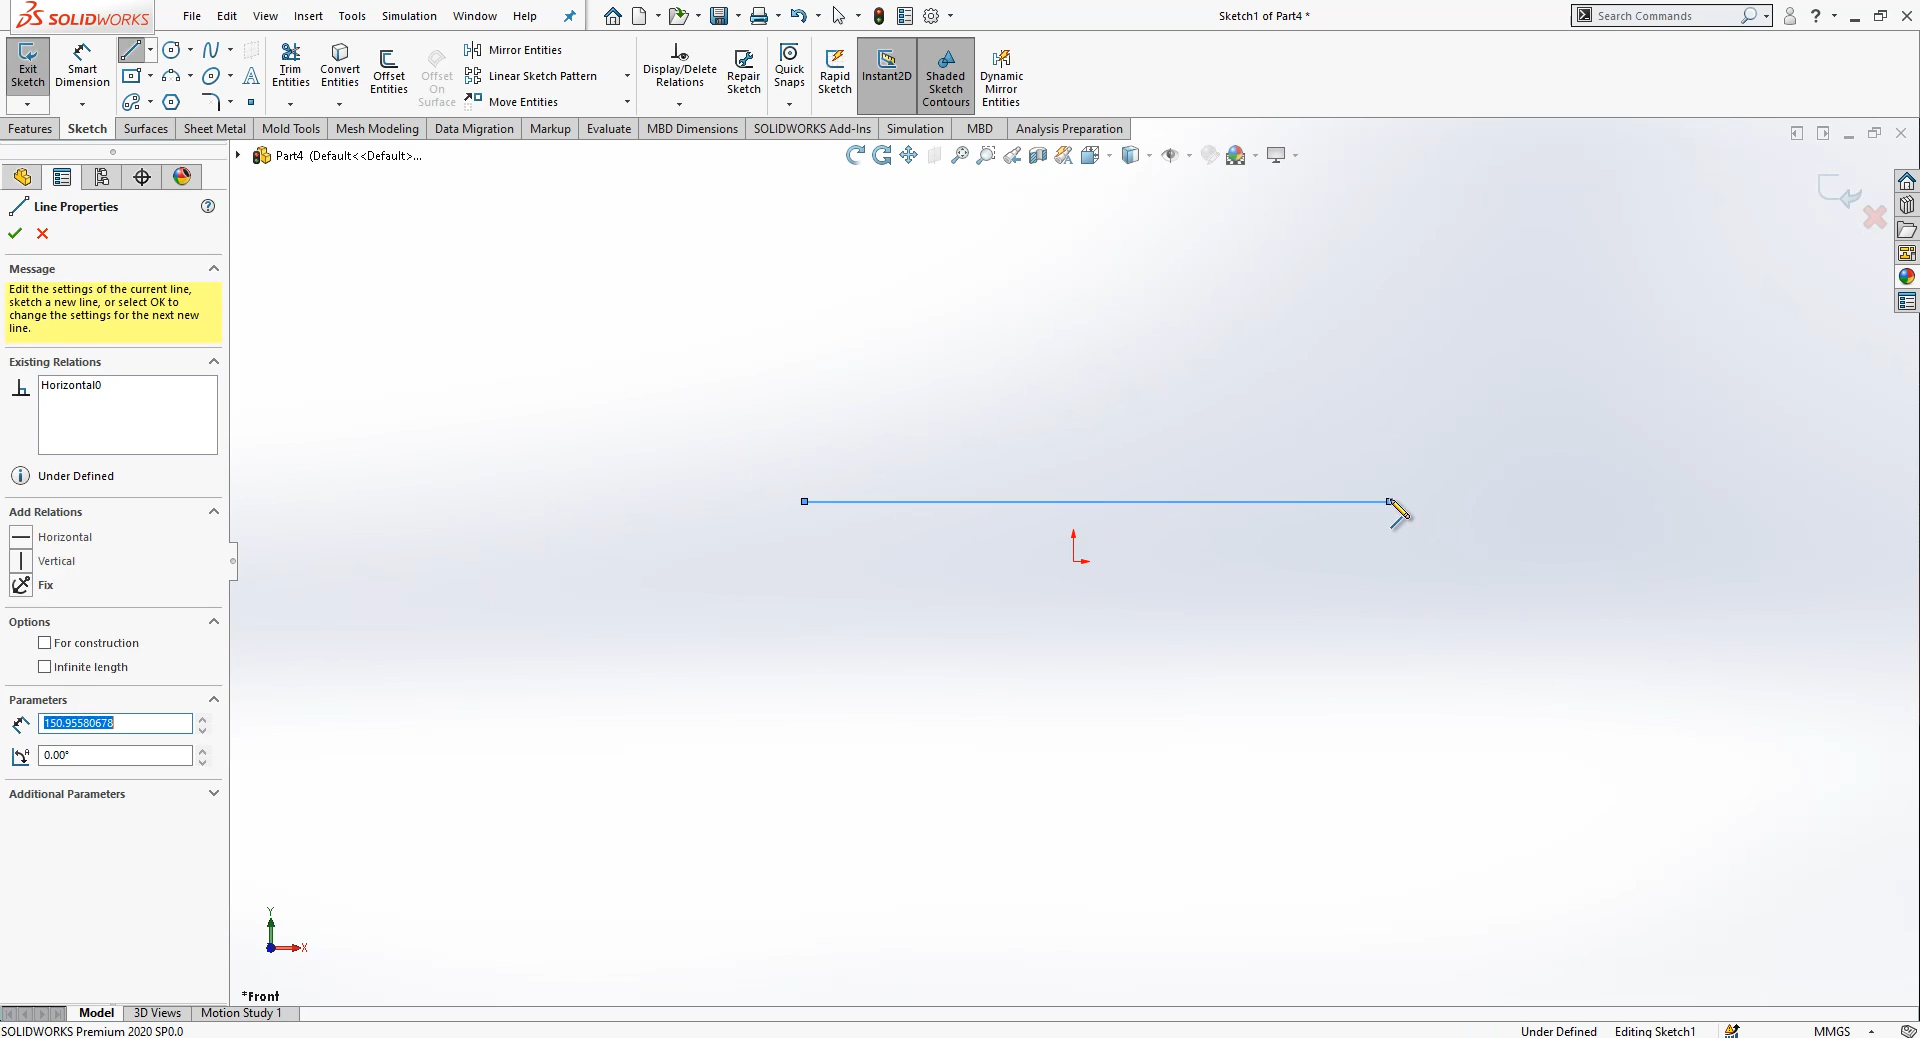 SOLIDWORKS
File Edit View Insert Tools Simulation Window Help
Sketch1 of Part4 *
Search Commands
?
Exit Sketch
Smart Dimension
Trim Entities
Convert Entities
Offset Entities
Offset On Surface
Mirror Entities
Linear Sketch Pattern
Move Entities
Display/Delete Relations
Repair Sketch
Quick Snaps
Rapid Sketch
Instant2D
Shaded Sketch Contours
Dynamic Mirror Entities
Features Sketch Surfaces Sheet Metal Mold Tools Mesh Modeling Data Migration Markup Evaluate MBD Dimensions SOLIDWORKS Add-Ins Simulation MBD Analysis Preparation
Part4 (Default<<Default>...
Line Properties
Message
Edit the settings of the current line,
sketch a new line, or select OK to
change the settings for the next new
line.
Existing Relations
Horizontal0
Under Defined
Add Relations
Horizontal
Vertical
Fix
Options
For construction
Infinite length
Parameters
150.95580678
0.00°
Additional Parameters
Y
X
*Front
Model 3D Views Motion Study 1
SOLIDWORKS Premium 2020 SP0.0
Under Defined Editing Sketch1 MMGS